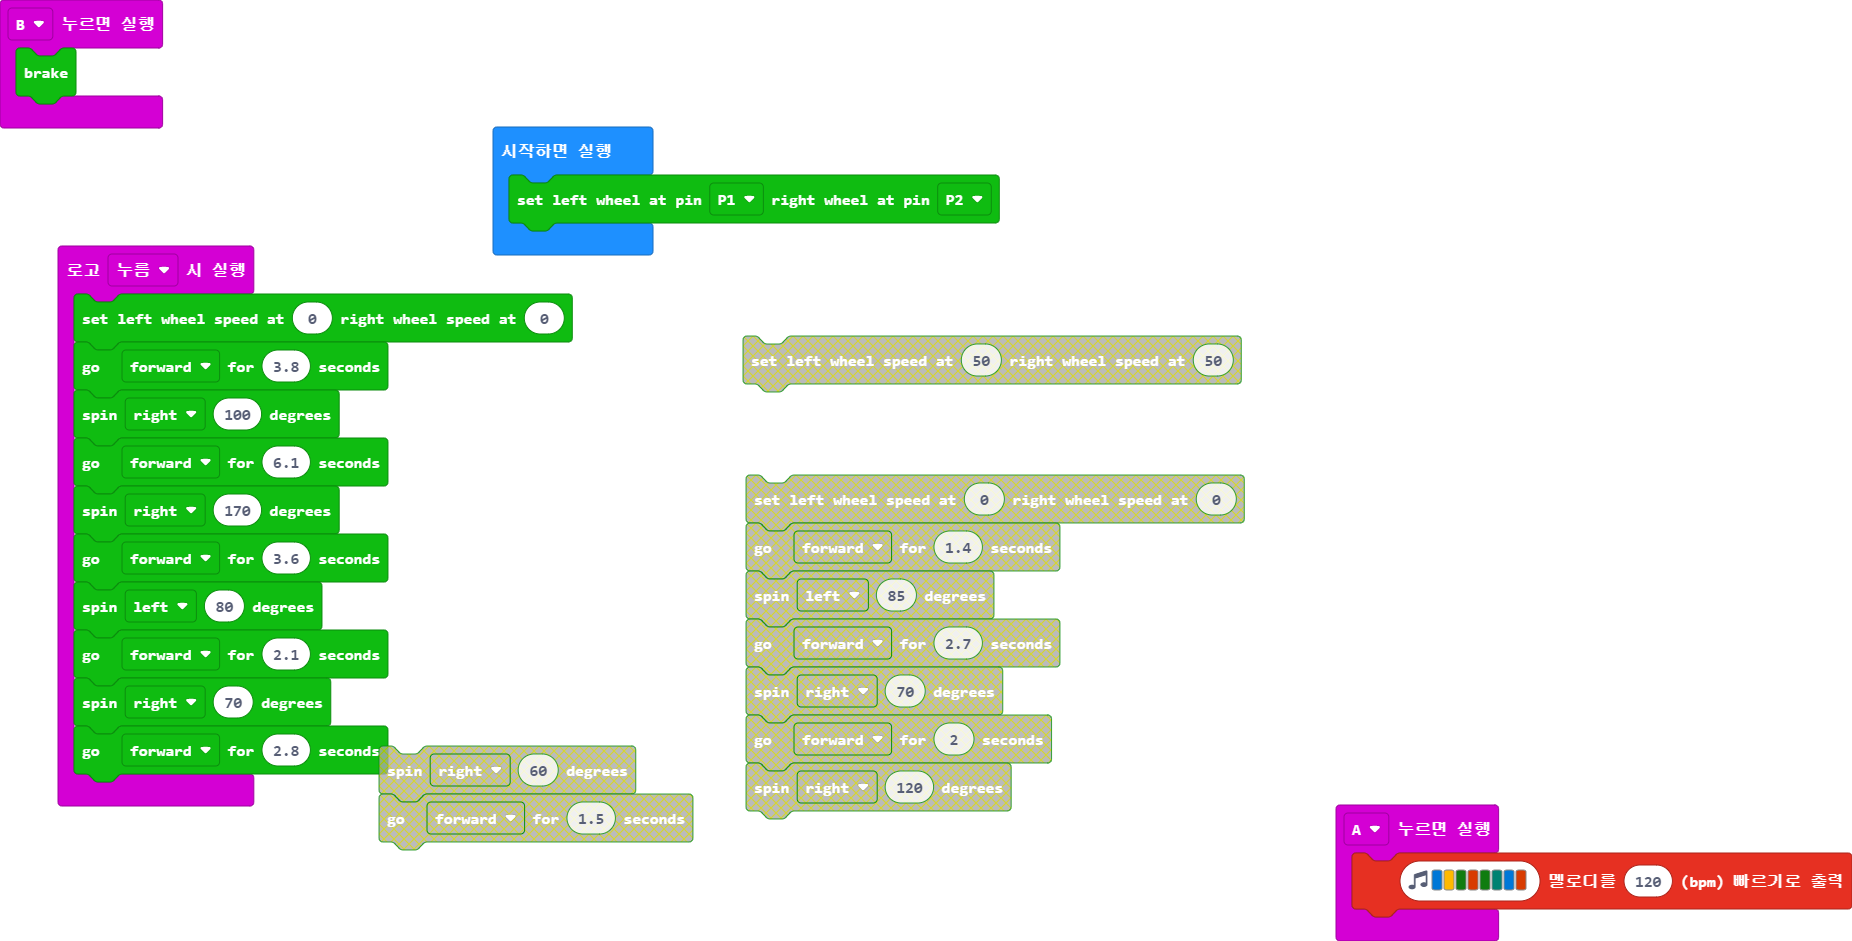 B 누르면 실행
brake
시작하면 실행
set left wheel at pin P1 right wheel at pin P2
로고 누름 시 실행
set left wheel speed at 0 right wheel speed at 0
go forward for 3.8 seconds
spin right 100 degrees
go forward for 6.1 seconds
spin right 170 degrees
go forward for 3.6 seconds
spin left 80 degrees
go forward for 2.1 seconds
spin right 70 degrees
go forward for 2.8 seconds
spin right 60 degrees
go forward for 1.5 seconds
set left wheel speed at 50 right wheel speed at 50
set left wheel speed at 0 right wheel speed at 0
go forward for 1.4 seconds
spin left 85 degrees
go forward for 2.7 seconds
spin right 70 degrees
go forward for 2 seconds
spin right 120 degrees
A 누르면 실행
멜로디를 120 (bpm) 빠르기로 출력